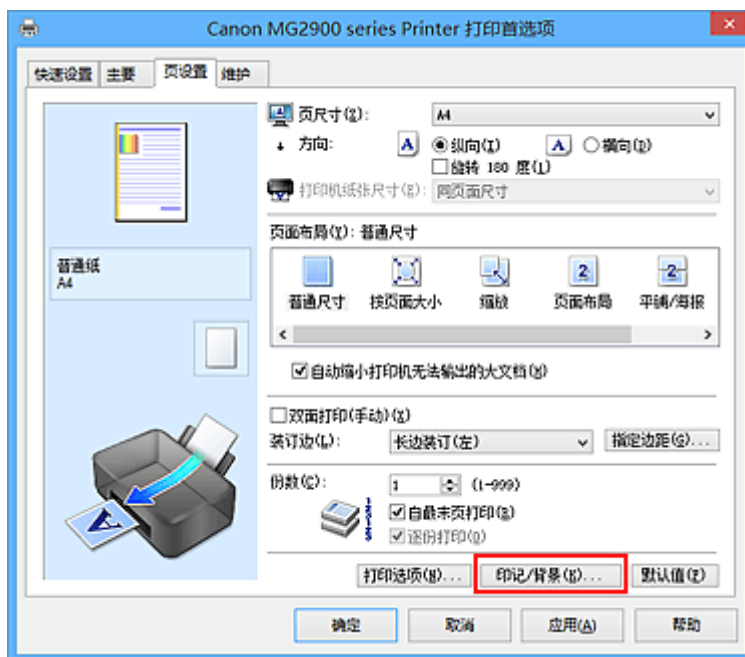 Canon MG2900 series Printer 打印首选项
快速设置 主要 页设置 维护
页尺寸(Z): A4
方向: A 纵向(I) A 横向(D)
旋转 180 度(L)
打印机纸张尺寸(E): 同页面尺寸
页面布局(Y): 普通尺寸
普通纸
A4
普通尺寸 按页面大小 缩放 页面布局 平铺/海报
自动缩小打印机无法输出的大文档(W)
双面打印(手动)(X)
装订边(L): 长边装订(左) 指定边距(G)...
份数(C): 1 (1-999)
自最末页打印(R)
逐份打印(O)
打印选项(N)... 印记/背景(K)... 默认值(F)
确定 取消 应用(A) 帮助